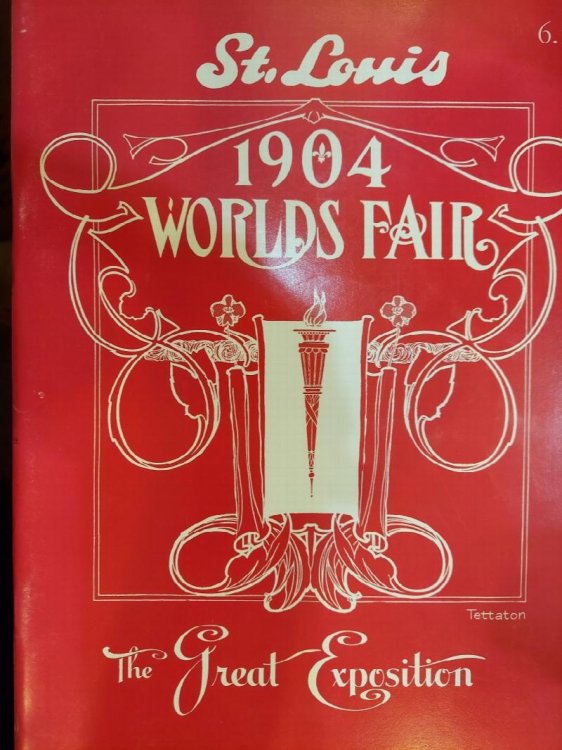 6.
St. Louis
1904
WORLDS FAIR
Tettaton
The Great Exposition